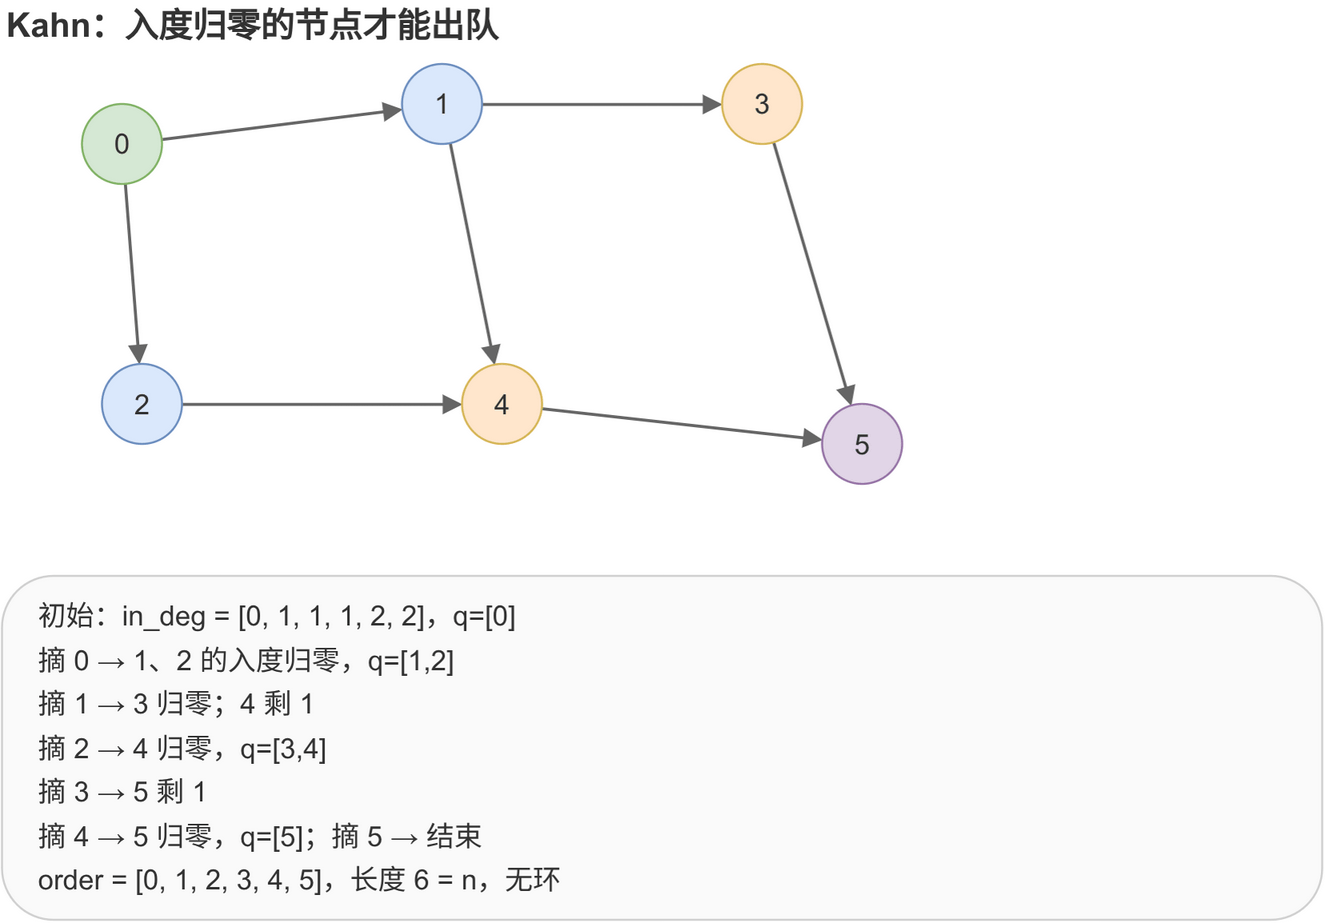 Kahn：入度归零的节点才能出队
0
1
3
2
4
5
初始：in_deg = [0, 1, 1, 1, 2, 2]，q=[0]
摘 0 → 1、2 的入度归零，q=[1,2]
摘 1 → 3 归零；4 剩 1
摘 2 → 4 归零，q=[3,4]
摘 3 → 5 剩 1
摘 4 → 5 归零，q=[5]；摘 5 → 结束
order = [0, 1, 2, 3, 4, 5]，长度 6 = n，无环